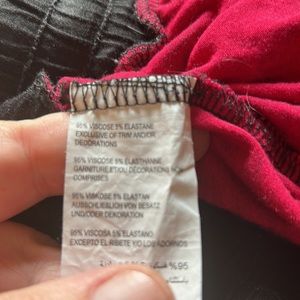 95% VISCOSE 5% ELASTANE
EXCLUSIVE OF TRIM AND/OR
DECORATIONS
95% VISCOSE 5% ELASTHANNE
GARNITURE ET/OU DÉCORATIONS NON
COMPRISES
95% VISKOSE 5% ELASTAN
AUSSCHLIESSLICH VON BESATZ
UND/ODER DEKORATION
95% VISCOSA 5% ELASTANO
EXCEPTO EL RIBETE Y/O LOS ADORNOS